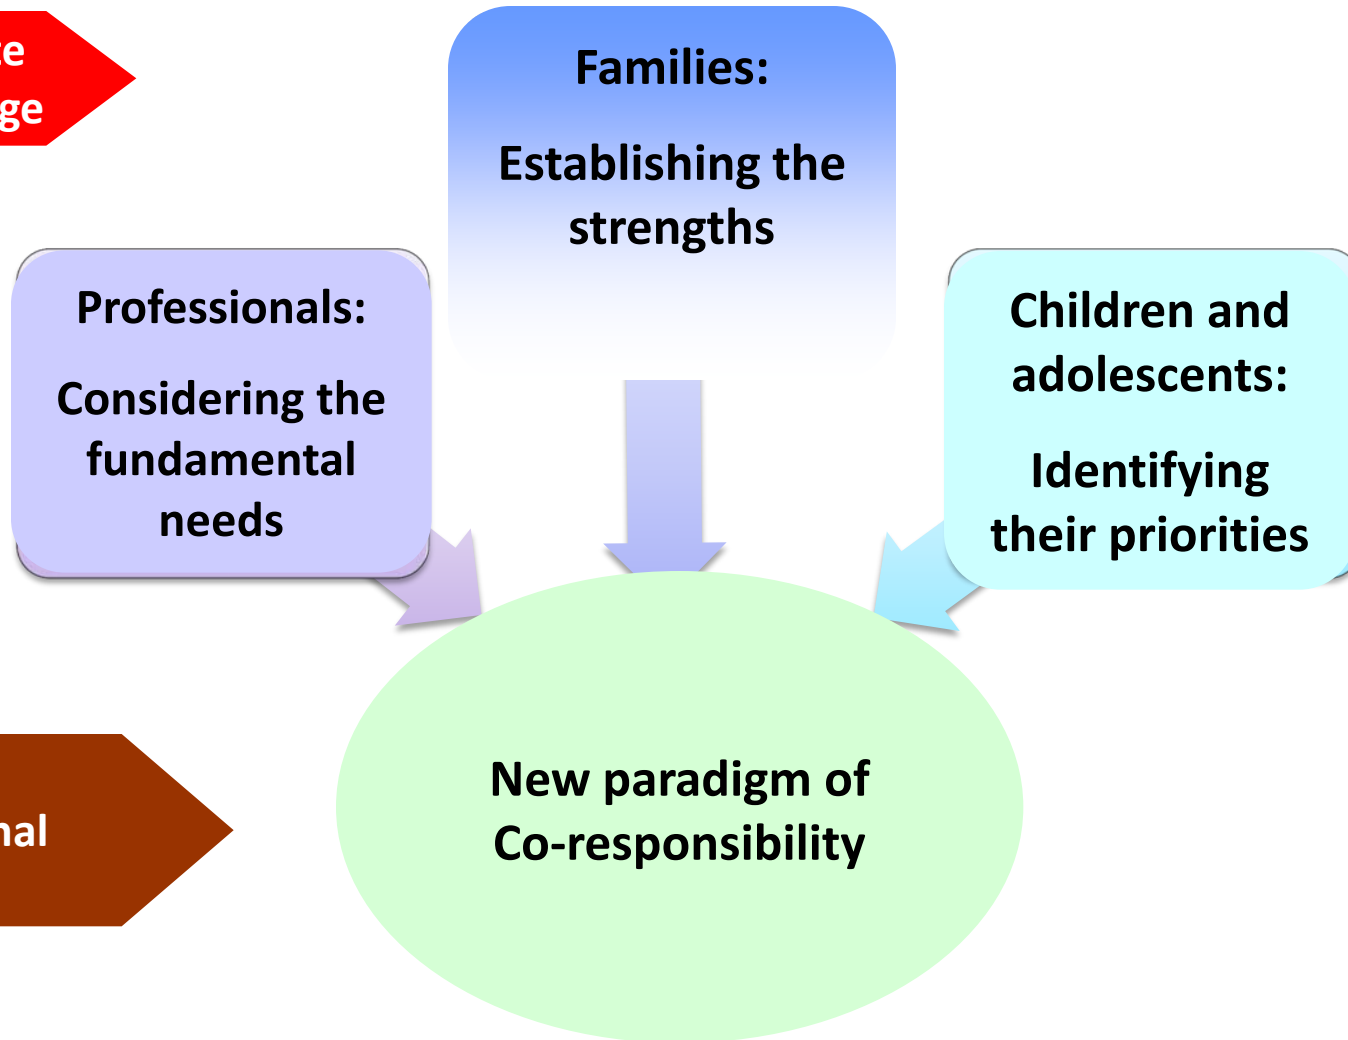 Families:
Establishing the
strengths
Professionals:
Considering the
fundamental
needs
Children and
adolescents:
Identifying
their priorities
New paradigm of
Co-responsibility